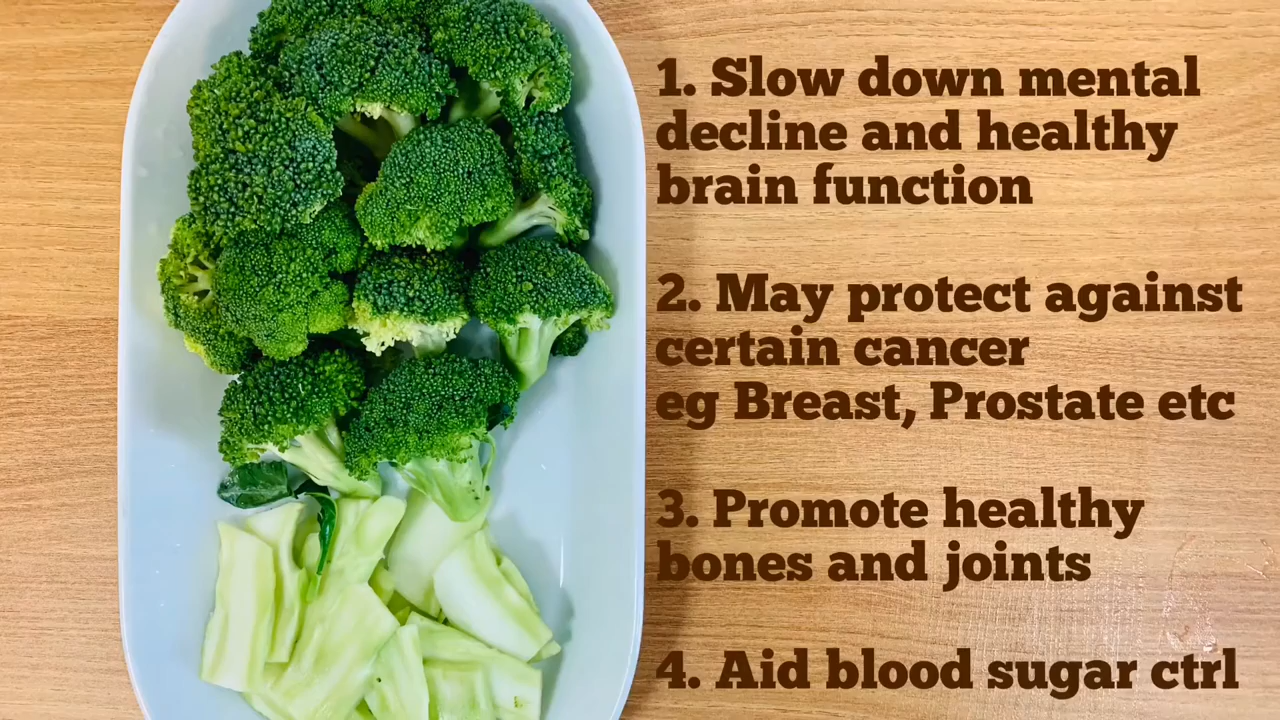 1. Slow down mental
decline and healthy
brain function
2. May protect against
certain cancer
eg Breast, Prostate etc
3. Promote healthy
bones and joints
4. Aid blood sugar ctrl